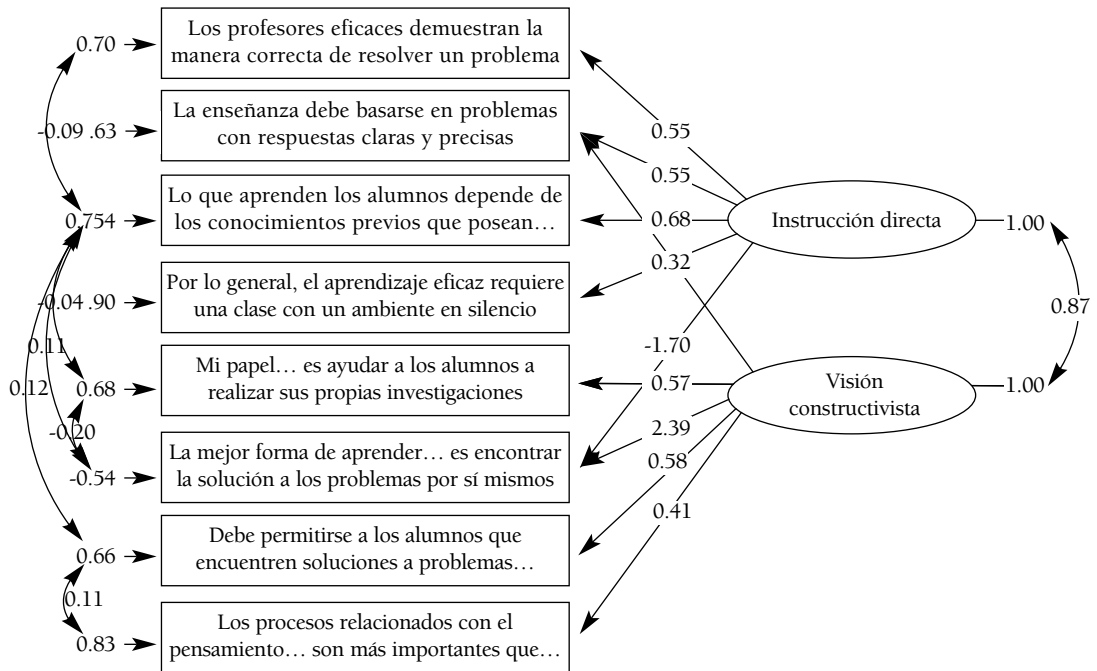 Los profesores eficaces demuestran la
manera correcta de resolver un problema
0.70
La enseñanza debe basarse en problemas
con respuestas claras y precisas
-0.09 .63
Lo que aprenden los alumnos depende de
los conocimientos previos que posean…
0.754
Por lo general, el aprendizaje eficaz requiere
una clase con un ambiente en silencio
-0.04 .90
0.11
Mi papel… es ayudar a los alumnos a
realizar sus propias investigaciones
0.12
0.68
-0.20
La mejor forma de aprender… es encontrar
la solución a los problemas por sí mismos
-0.54
Debe permitirse a los alumnos que
encuentren soluciones a problemas…
0.66
0.11
Los procesos relacionados con el
pensamiento… son más importantes que…
0.83
0.55
0.55
0.68
0.32
-1.70
0.57
2.39
0.58
0.41
Instrucción directa
1.00
0.87
Visión
constructivista
1.00